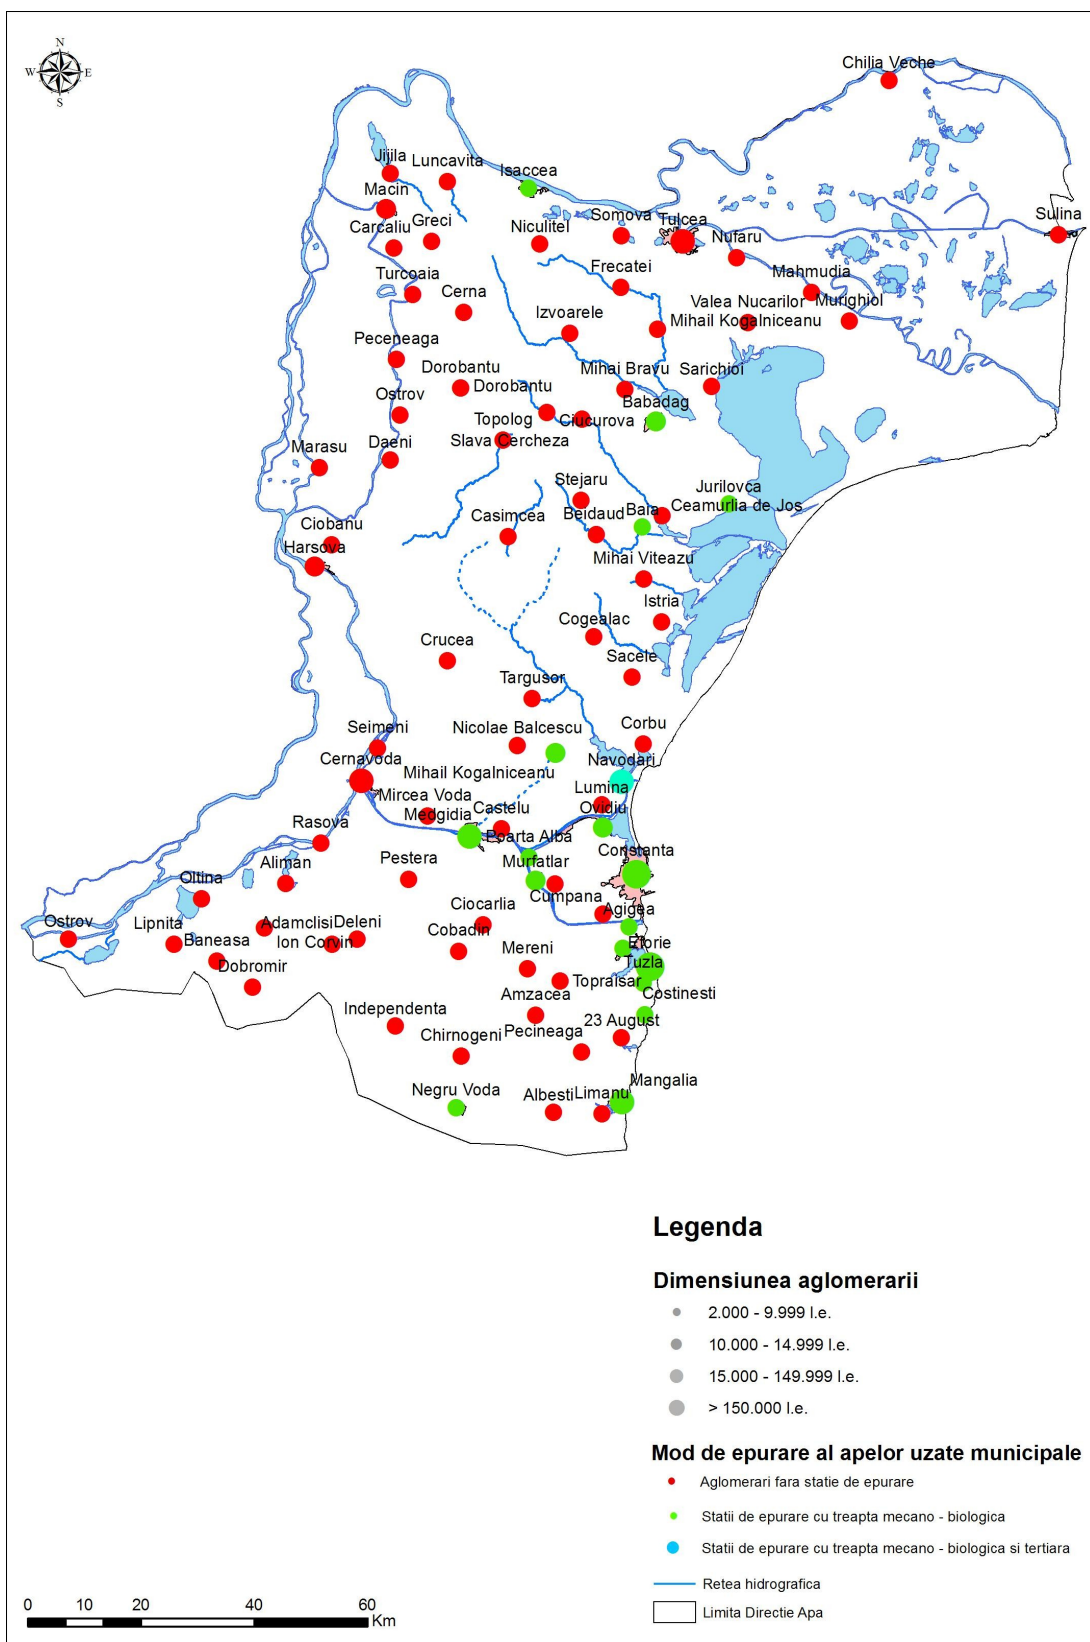 N
W E
S
Chilia Veche
Jijila
Luncavita
Isaccea
Macin
Carcaliu
Greci
Niculitel
Somova
Tulcea
Nufaru
Sulina
Turcoaia
Cerna
Frecatei
Mahmudia
Izvoarele
Valea Nucarilor
Murighiol
Mihail Kogalniceanu
Peceneaga
Dorobantu
Dorobantu
Mihai Bravu
Sarichioi
Ostrov
Babadag
Topolog
Ciucurova
Daeni
Slava Cercheza
Marasu
Stejaru
Jurilovca
Casimcea
Beidaud
Baia
Ceamurlia de Jos
Ciobanu
Harsova
Mihai Viteazu
Istria
Cogealac
Crucea
Sacele
Targusor
Seimeni
Nicolae Balcescu
Corbu
Cernavoda
Mihail Kogalniceanu
Navodari
Mircea Voda
Lumina
Medgidia
Castelu
Ovidiu
Rasova
Poarta Alba
Constanta
Aliman
Pestera
Murfatlar
Oltina
Cumpana
Ostrov
Lipnita
Adamclisi
Deleni
Ciocarlia
Agigea
Baneasa
Ion Corvin
Cobadin
Eforie
Dobromir
Mereni
Tuzla
Topraisar
Costinesti
Independenta
Amzacea
23 August
Chirnogeni
Pecineaga
Negru Voda
Albesti
Limanu
Mangalia
Legenda
Dimensiunea aglomerarii
2.000 - 9.999 l.e.
10.000 - 14.999 l.e.
15.000 - 149.999 l.e.
> 150.000 l.e.
Mod de epurare al apelor uzate municipale
Aglomerari fara statie de epurare
Statii de epurare cu treapta mecano - biologica
Statii de epurare cu treapta mecano - biologica si tertiara
Retea hidrografica
Limita Directie Apa
0 10 20 40 60
Km